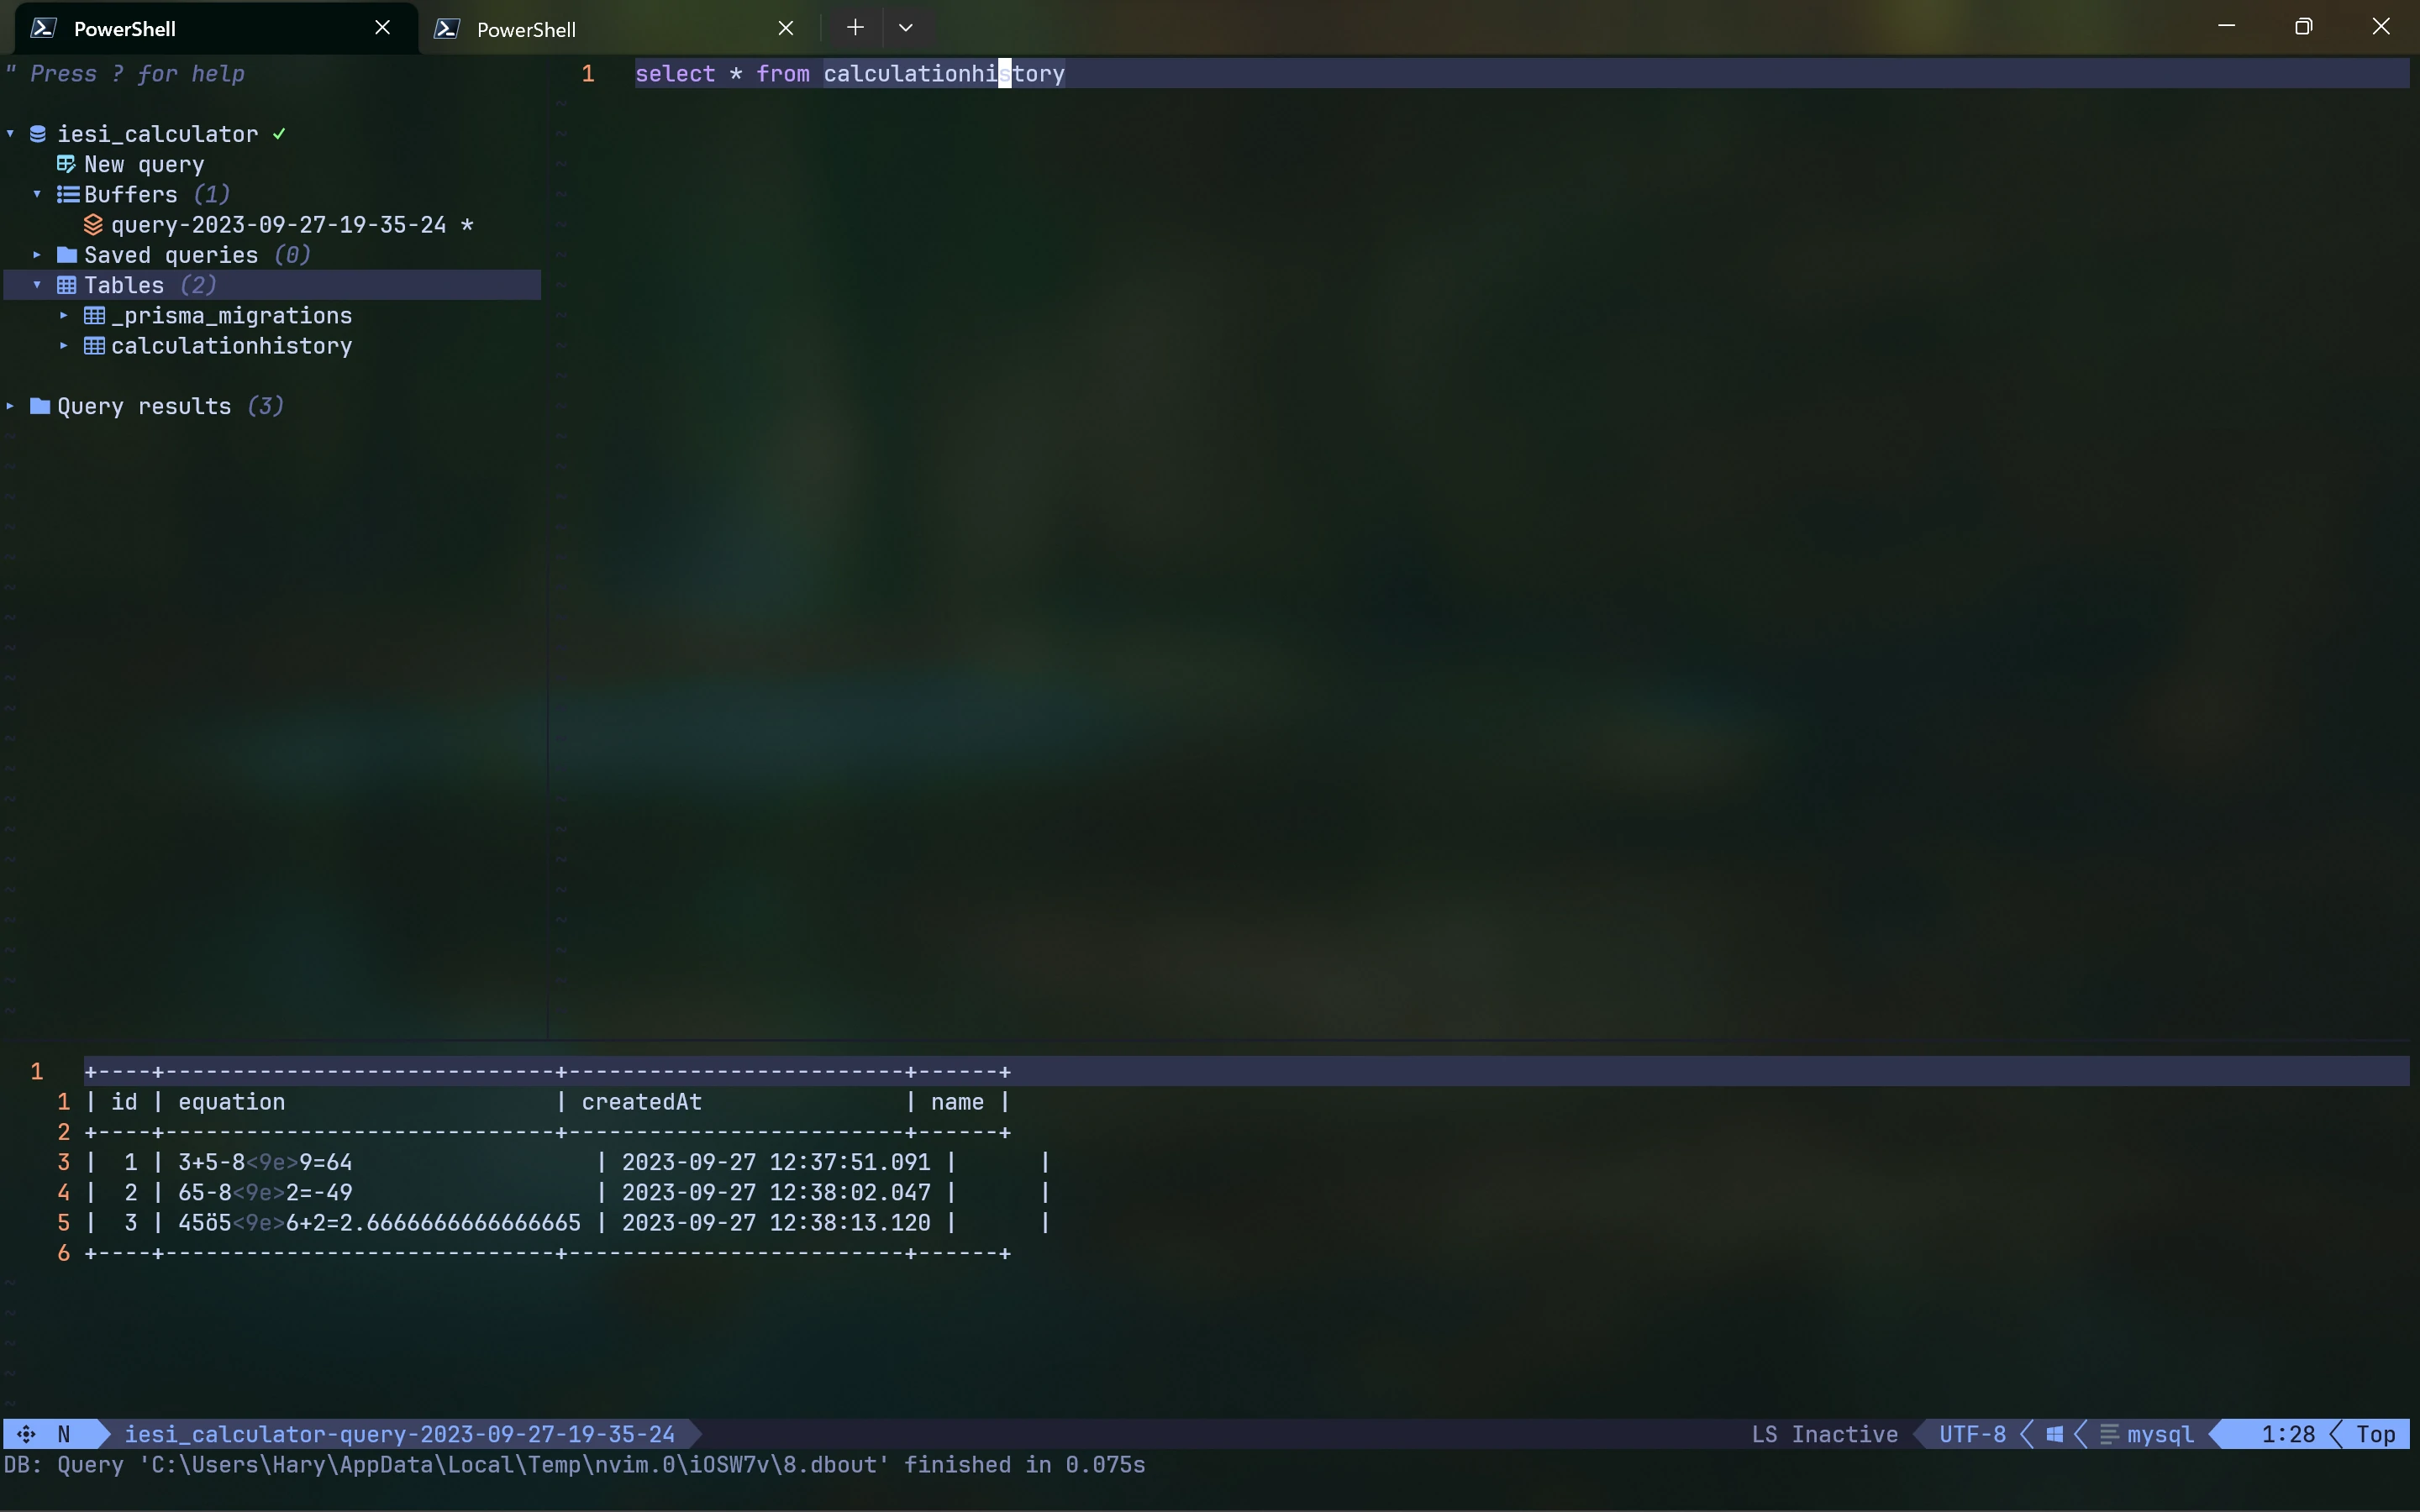 PowerShell
PowerShell
" Press ? for help
▾ iesi_calculator ✓
New query
▾ Buffers (1)
query-2023-09-27-19-35-24 *
▸ Saved queries (0)
▾ Tables (2)
▸ _prisma_migrations
▸ calculationhistory
▸ Query results (3)
1 select * from calculationhistory
1 +----+-----------------------------+-------------------------+------+
1 | id | equation                    | createdAt               | name |
2 +----+-----------------------------+-------------------------+------+
3 |  1 | 3+5-8<9e>9=64                  | 2023-09-27 12:37:51.091 |      |
4 |  2 | 65-8<9e>2=-49                  | 2023-09-27 12:38:02.047 |      |
5 |  3 | 45ö5<9e>6+2=2.6666666666666665 | 2023-09-27 12:38:13.120 |      |
6 +----+-----------------------------+-------------------------+------+
N iesi_calculator-query-2023-09-27-19-35-24 LS Inactive UTF-8 mysql 1:28 Top
DB: Query 'C:\Users\Hary\AppData\Local\Temp\nvim.0\iOSW7v\8.dbout' finished in 0.075s